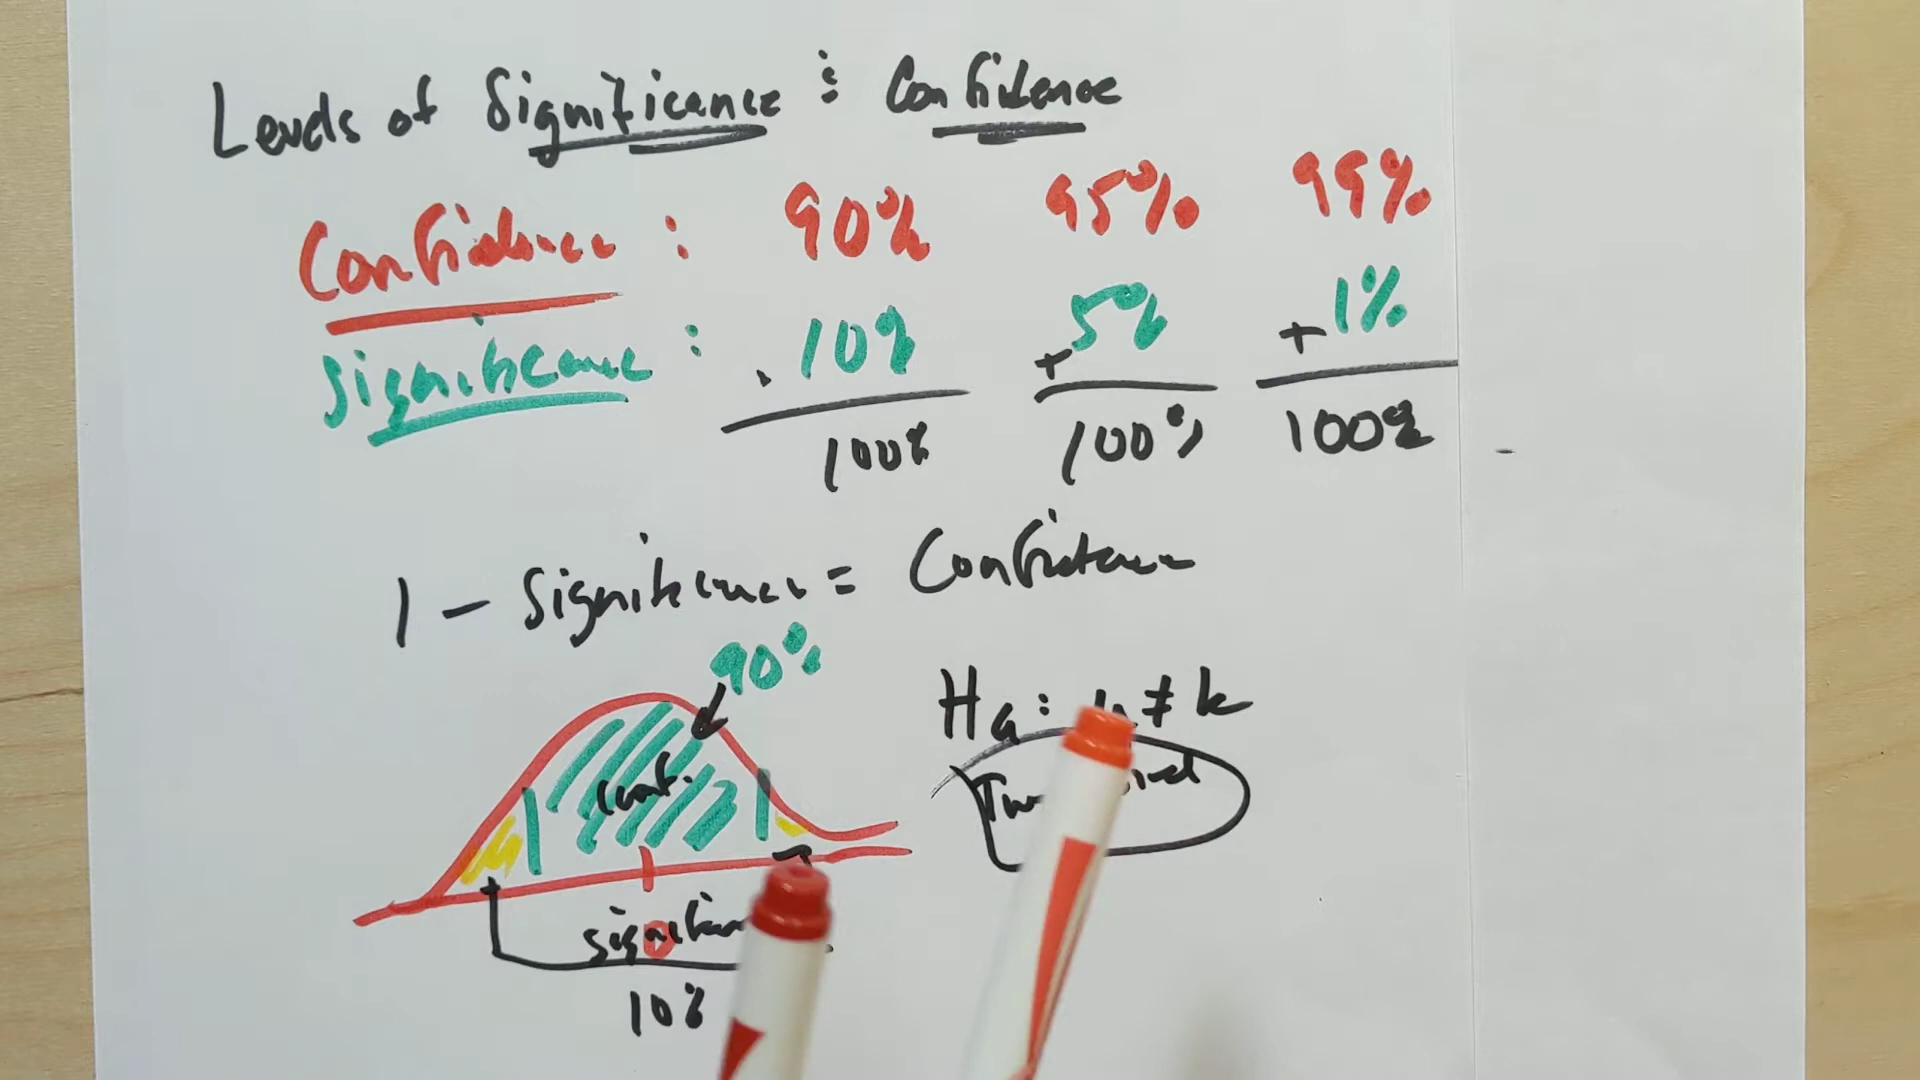 Levels of Significance : Confidence
Confidence : 90% 95% 99%
Significance : 10% + 5% + 1%
100% 100% 100%
1 - Significance = Confidence
90%
Ha: ≠ k
conf.
10%